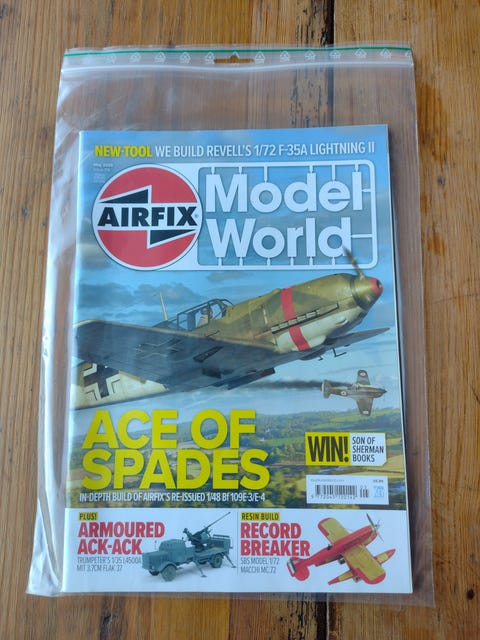 NEW-TOOL WE BUILD REVELL'S 1/72 F-35A LIGHTNING II
AIRFIX
Model
World
ACE OF
SPADES
IN-DEPTH BUILD OF AIRFIX'S RE-ISSUED 1/48 Bf 109E-3/E-4
WIN!
SON OF
SHERMAN
BOOKS
PLUS!
ARMOURED
ACK-ACK
TRUMPETER'S 1/35 L4500A
MIT 3.7CM FLAK 37
RESIN BUILD
RECORD
BREAKER
SBS MODEL 1/72
MACCHI MC.72